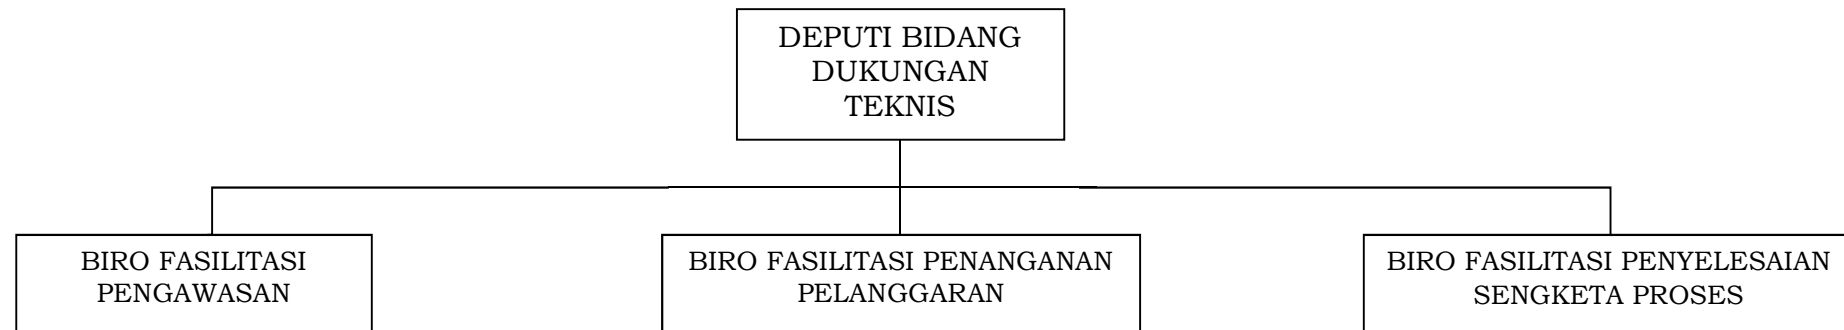 DEPUTI BIDANG
DUKUNGAN
TEKNIS
BIRO FASILITASI
PENGAWASAN
BIRO FASILITASI PENANGANAN
PELANGGARAN
BIRO FASILITASI PENYELESAIAN
SENGKETA PROSES